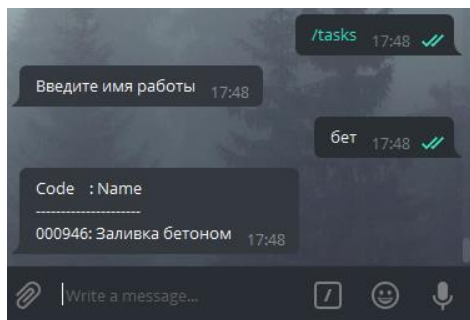 /tasks 17:48
Введите имя работы 17:48
бет 17:48
Code : Name
---------------------
000946: Заливка бетоном 17:48
/
Write a message...